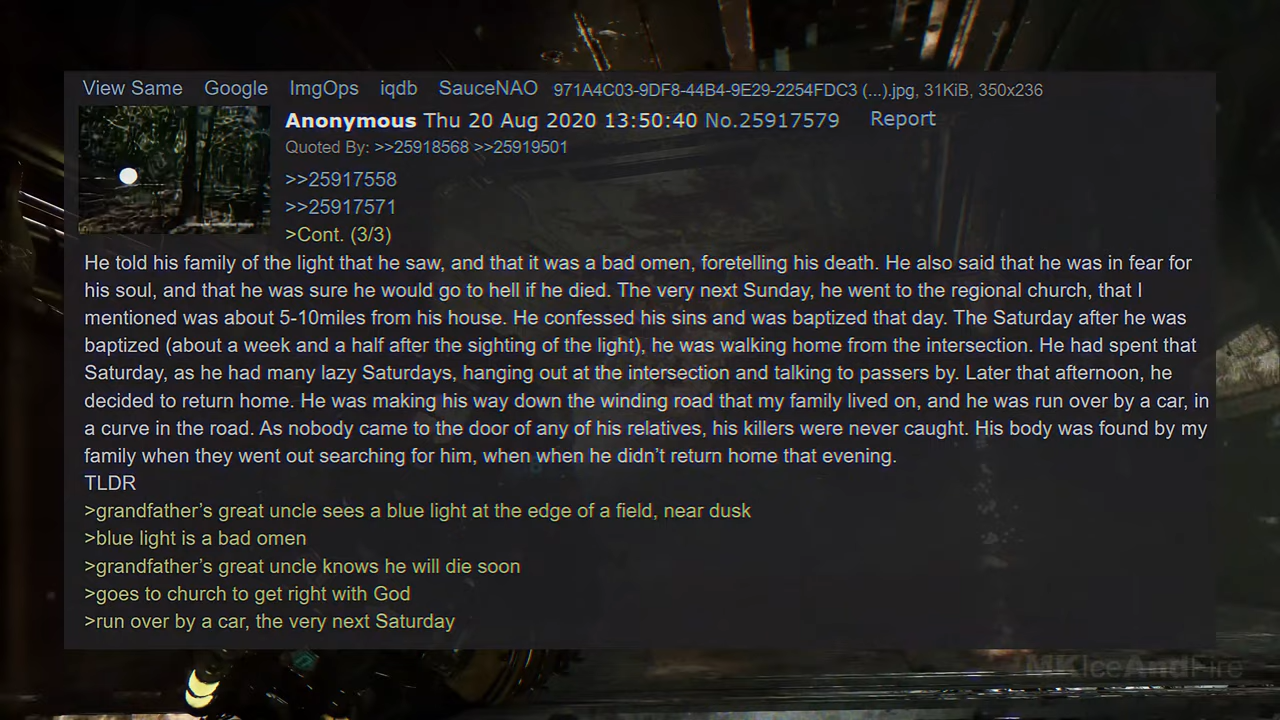 View Same Google ImgOps iqdb SauceNAO 971A4C03-9DF8-44B4-9E29-2254FDC3 (...).jpg, 31KiB, 350x236
Anonymous Thu 20 Aug 2020 13:50:40 No.25917579 Report
Quoted By: >>25918568 >>25919501
>>25917558
>>25917571
>Cont. (3/3)
He told his family of the light that he saw, and that it was a bad omen, foretelling his death. He also said that he was in fear for
his soul, and that he was sure he would go to hell if he died. The very next Sunday, he went to the regional church, that I
mentioned was about 5-10miles from his house. He confessed his sins and was baptized that day. The Saturday after he was
baptized (about a week and a half after the sighting of the light), he was walking home from the intersection. He had spent that
Saturday, as he had many lazy Saturdays, hanging out at the intersection and talking to passers by. Later that afternoon, he
decided to return home. He was making his way down the winding road that my family lived on, and he was run over by a car, in
a curve in the road. As nobody came to the door of any of his relatives, his killers were never caught. His body was found by my
family when they went out searching for him, when when he didn’t return home that evening.
TLDR
>grandfather’s great uncle sees a blue light at the edge of a field, near dusk
>blue light is a bad omen
>grandfather’s great uncle knows he will die soon
>goes to church to get right with God
>run over by a car, the very next Saturday
MKIceAndFire